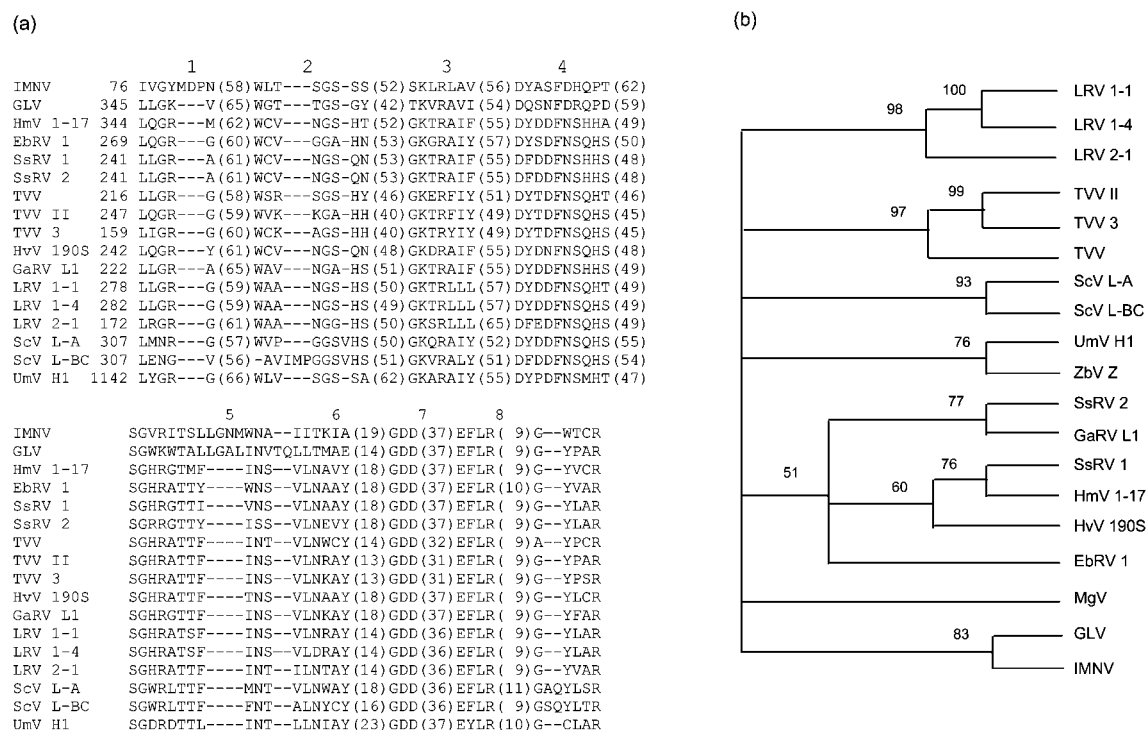 (a)
1 2 3 4
IMNV 76 IVGYMDPN(58)WLT---SGS-SS(52)SKLRLAV(56)DYASFDHQPT(62)
GLV 345 LLGK---V(65)WGT---TGS-GY(42)TKVRAVI(54)DQSNFDRQPD(59)
HmV 1-17 344 LQGR---M(62)WCV---NGS-HT(52)GKTRAIF(55)DYDDFNSHHA(49)
EbRV 1 269 LQGR---G(60)WCV---GGA-HN(53)KGRAIY(57)DYSDFNSQHS(50)
SsRV 1 241 LLGR---A(61)WCV---NGS-QN(53)GKTRAIF(55)DFDDFNSHHS(48)
SsRV 2 241 LLGR---G(61)WCV---NGS-QN(53)GKTRAIF(55)DYDDFNSHHS(48)
TVV 216 LLGR---G(58)WSR---SGS-HY(46)GKERFIY(51)DYTDFNSQHT(46)
TVV II 247 LQGR---G(59)WVK---KGA-HH(40)GKTRFIY(49)DYTDFNSQHS(45)
TVV 3 159 LIGR---G(60)WCK---AGS-HH(40)GKTRYIY(49)DYTDFNSQHS(45)
HvV 190S 242 LQGR---Y(61)WCV---NGS-QN(48)GKDRAIF(55)DYDNFNSQHS(48)
GaRV L1 222 LLGR---A(65)WAV---NGA-HS(51)GKTRAIF(55)DYDDFNSHHS(49)
LRV 1-1 278 LLGR---G(59)WAA---NGS-HS(50)GKTRLLL(57)DYDDFNSQHT(49)
LRV 1-4 282 LLGR---G(59)WAA---NGS-HS(49)GKTRLLL(57)DYDDFNSQHS(49)
LRV 2-1 172 LRGR---G(61)WAA---NGG-HS(50)GKSRLLL(65)DFEDFNSQHS(49)
ScV L-A 307 LMNR---G(57)WVP---GGSVHS(50)GKQRAIY(52)DYDDFNSQHS(55)
ScV L-BC 307 LENG---V(56)-AVIMPGGSVHS(51)GKVRALY(51)DFDDFNSQHS(54)
UmV H1 1142 LYGR---G(66)WLV---SGS-SA(62)GKARAIY(55)DYPDFNSMHT(47)
5 6 7 8
IMNV SGVRITSLLGNMWNA--IITKIA(19)GDD(37)EFLR( 9)G--WTCR
GLV SGWKWTALLGALINVTQLLTMAE(14)GDD(37)EFLR( 9)G--YPAR
HmV 1-17 SGHRGTMF----INS--VLNAVY(18)GDD(37)EFLR( 9)G--YVCR
EbRV 1 SGHRATTY----WNS--VLNAAY(18)GDD(37)EFLR(10)G--YVAR
SsRV 1 SGHRGTTI----VNS--VLNAAY(18)GDD(37)EFLR( 9)G--YLAR
SsRV 2 SGRRGTTY----ISS--VLNEVY(18)GDD(37)EFLR( 9)G--YLAR
TVV SGHRATTF----INT--VLNWCY(14)GDD(32)EFLR( 9)A--YPCR
TVV II SGHRATTF----INS--VLNRAY(13)GDD(31)EFLR( 9)G--YPAR
TVV 3 SGHRATTF----INS--VLNKAY(13)GDD(31)EFLR( 9)G--YPSR
HvV 190S SGHRATTF----INS--VLNAAY(18)GDD(37)EFLR( 9)G--YLCR
GaRV L1 SGHRGTTF----INS--VLNKAY(18)GDD(37)EFLR( 9)G--YFAR
LRV 1-1 SGHRATSF----INS--VLNRAY(14)GDD(36)EFLR( 9)G--YLAR
LRV 1-4 SGHRATSF----INS--VLDRAY(14)GDD(36)EFLR( 9)G--YLAR
LRV 2-1 SGHRATTF----INT--ILNTAY(14)GDD(36)EFLR( 9)G--YVAR
ScV L-A SGWRLTTF----MNT--VLNWAY(18)GDD(36)EFLR(11)GAQYLSR
ScV L-BC SGWRLTTF----FNT--ALNYCY(16)GDD(36)EFLR( 9)GSQYLTR
UmV H1 SGDRDTTL----INT--LLNIAY(23)GDD(37)EYLR(10)G--CLAR
(b)
LRV 1-1
100
98
LRV 1-4
LRV 2-1
TVV II
99
97
TVV 3
TVV
ScV L-A
93
ScV L-BC
UmV H1
76
ZbV Z
SsRV 2
77
GaRV L1
SsRV 1
76
51
60
HmV 1-17
HvV 190S
EbRV 1
MgV
GLV
83
IMNV